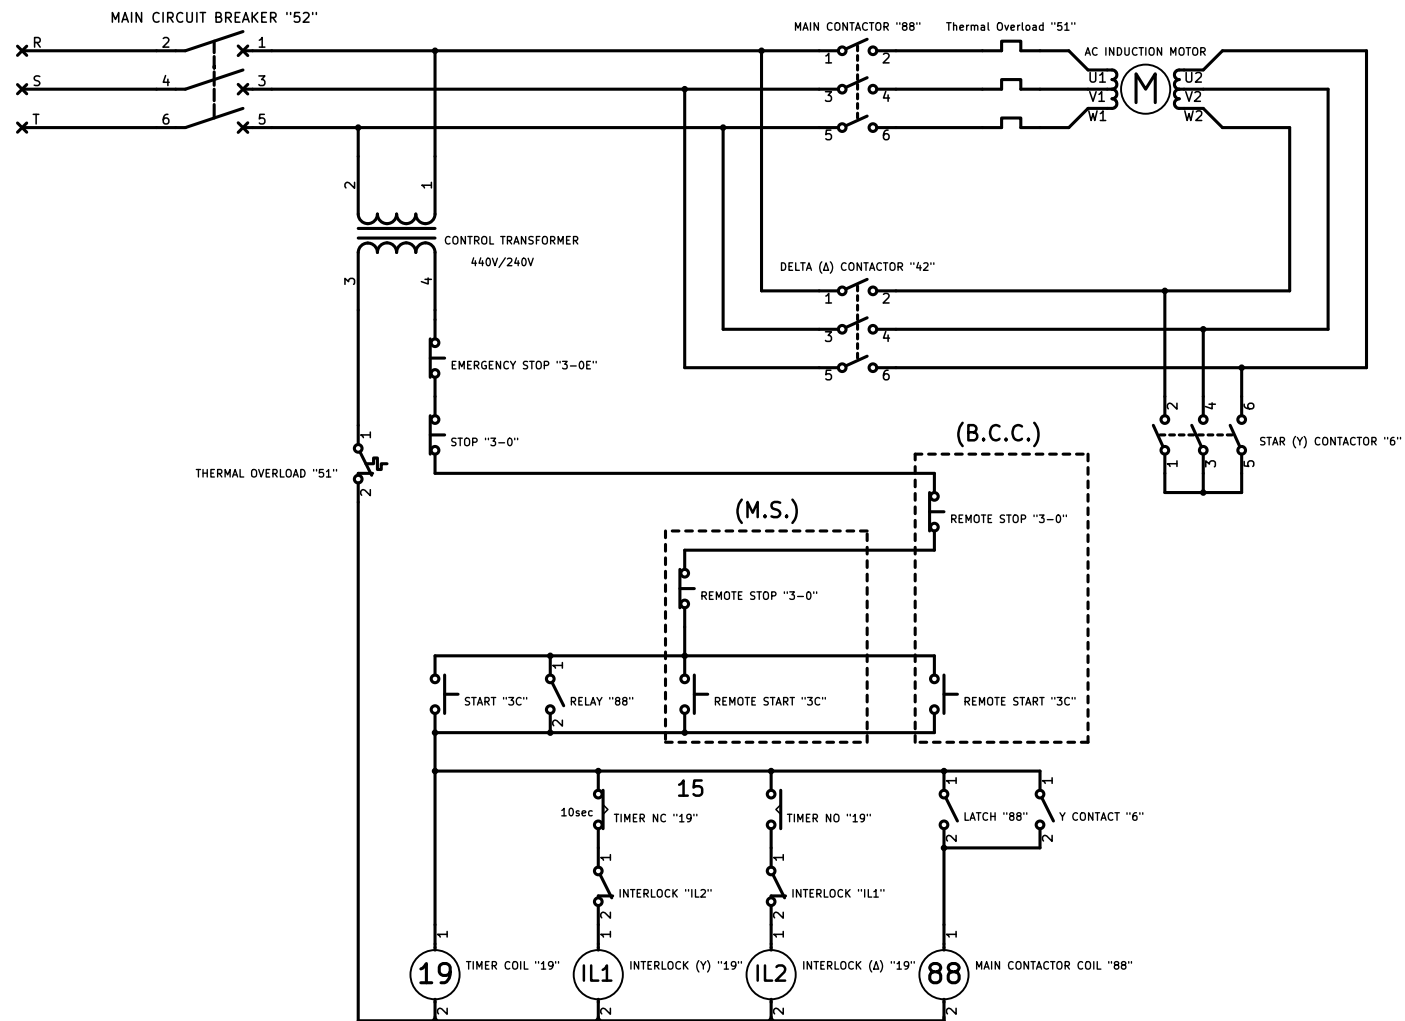 MAIN CIRCUIT BREAKER "52"
MAIN CONTACTOR "88"
Thermal Overload "51"
AC INDUCTION MOTOR
R 2 1 1 2
S 4 3 3 4
T 6 5 5 6
U1 M U2
V1 V2
W1 W2
2 1
CONTROL TRANSFORMER
440V/240V
3 4
DELTA (Δ) CONTACTOR "42"
1 2
3 4
5 6
EMERGENCY STOP "3-0E"
STOP "3-0"
2 4 6
STAR (Y) CONTACTOR "6"
1 3 5
1
THERMAL OVERLOAD "51"
2
(B.C.C.)
REMOTE STOP "3-0"
(M.S.)
REMOTE STOP "3-0"
1
START "3C"
RELAY "88"
REMOTE START "3C"
REMOTE START "3C"
2
15
1 1
10sec
TIMER NC "19"
TIMER NO "19"
LATCH "88"
Y CONTACT "6"
2 2
1 1
INTERLOCK "IL2"
INTERLOCK "IL1"
2 2
1 1 1 1
19
TIMER COIL "19"
IL1
INTERLOCK (Y) "19"
IL2
INTERLOCK (Δ) "19"
88
MAIN CONTACTOR COIL "88"
2 2 2 2